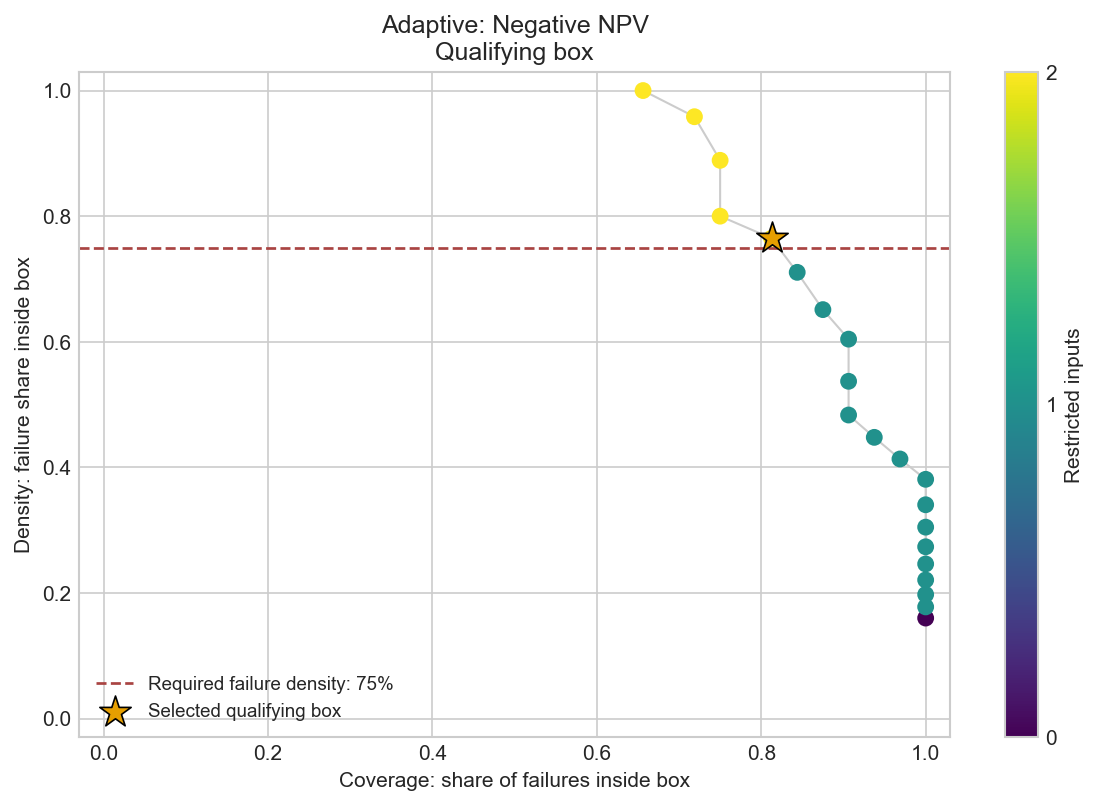 Adaptive: Negative NPV
Qualifying box
Density: failure share inside box
1.0
0.8
0.6
0.4
0.2
0.0
Required failure density: 75%
Selected qualifying box
0.0
0.2
0.4
0.6
0.8
1.0
Coverage: share of failures inside box
2
1
0
Restricted inputs